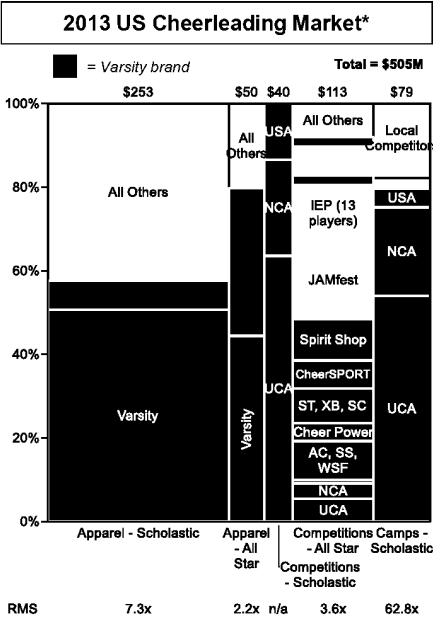 2013 US Cheerleading Market*
= Varsity brand
Total = $505M
$253 $50 $40 $113 $79
100%
80%
60%
40%
20%
0%
All Others
Varsity
All
Others
Varsity
USA
NCA
UCA
All Others
IEP (13
players)
JAMfest
Spirit Shop
CheerSPORT
ST, XB, SC
Cheer Power
AC, SS,
WSF
NCA
UCA
Local
Competitors
USA
NCA
UCA
Apparel - Scholastic
Apparel
- All
Star
Competitions
- Scholastic
Competitions
- All Star
Camps -
Scholastic
RMS 7.3x 2.2x n/a 3.6x 62.8x